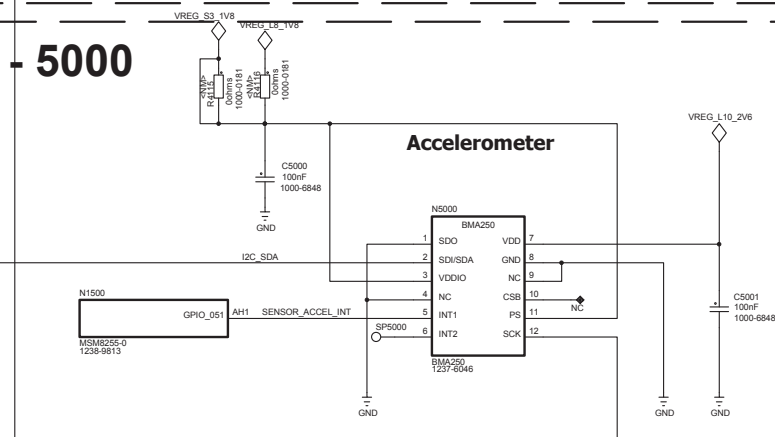 VREG_S3_1V8
VREG_L8_1V8
- 5000
<NM>
R4115
0ohms
1000-0181
<NM>
R4116
0ohms
1000-0181
VREG_L10_2V6
Accelerometer
C5000
100nF
1000-6848
GND
N5000
BMA250
1 SDO VDD 7
I2C_SDA 2 SDI/SDA GND 8
3 VDDIO NC 9
4 NC CSB 10
NC
N1500
GPIO_051 AH1 SENSOR_ACCEL_INT 5 INT1 PS 11
SP5000 6 INT2 SCK 12
MSM8255-0
1238-9813
BMA250
1237-6046
C5001
100nF
1000-6848
GND
GND
GND